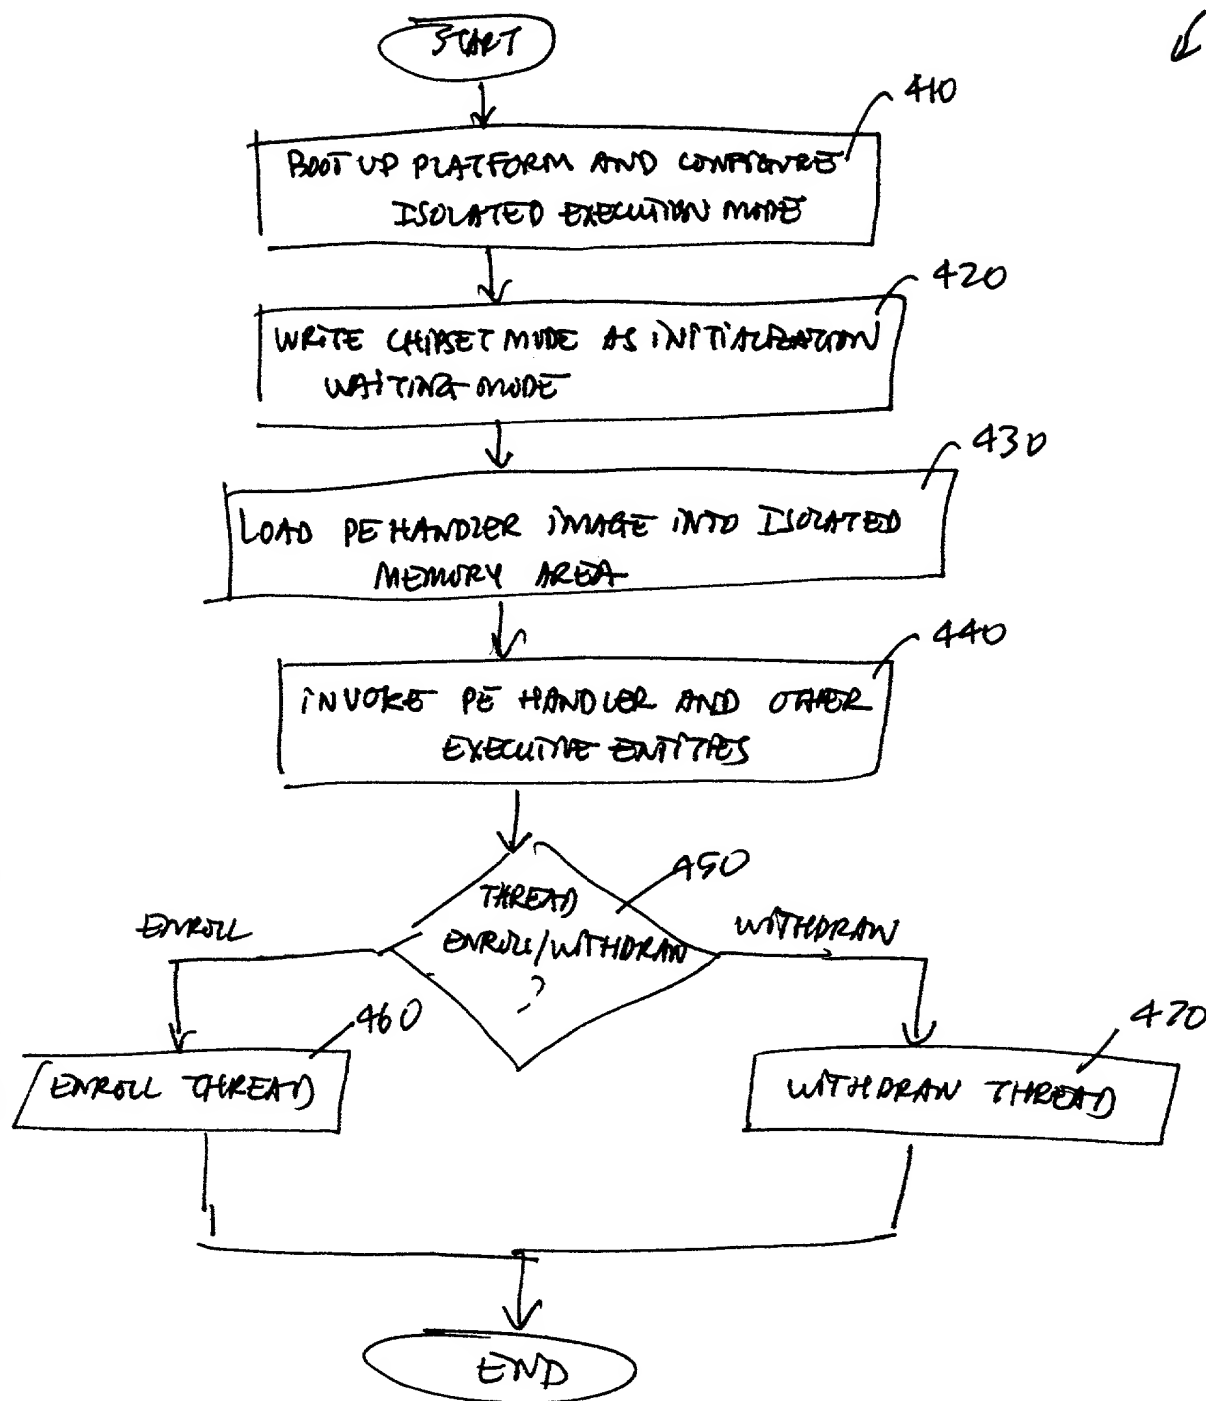 START
410
BOOT UP PLATFORM AND CONFIGURE
ISOLATED EXECUTION MODE
420
WRITE CHIPSET MODE AS INITIALIZATION
WAITING MODE
430
LOAD PE HANDLER IMAGE INTO ISOLATED
MEMORY AREA
440
INVOKE PE HANDLER AND OTHER
EXECUTIVE ENTITIES
450
THREAD
ENROLL/WITHDRAW
?
ENROLL
WITHDRAW
460
ENROLL THREAD
470
WITHDRAW THREAD
END